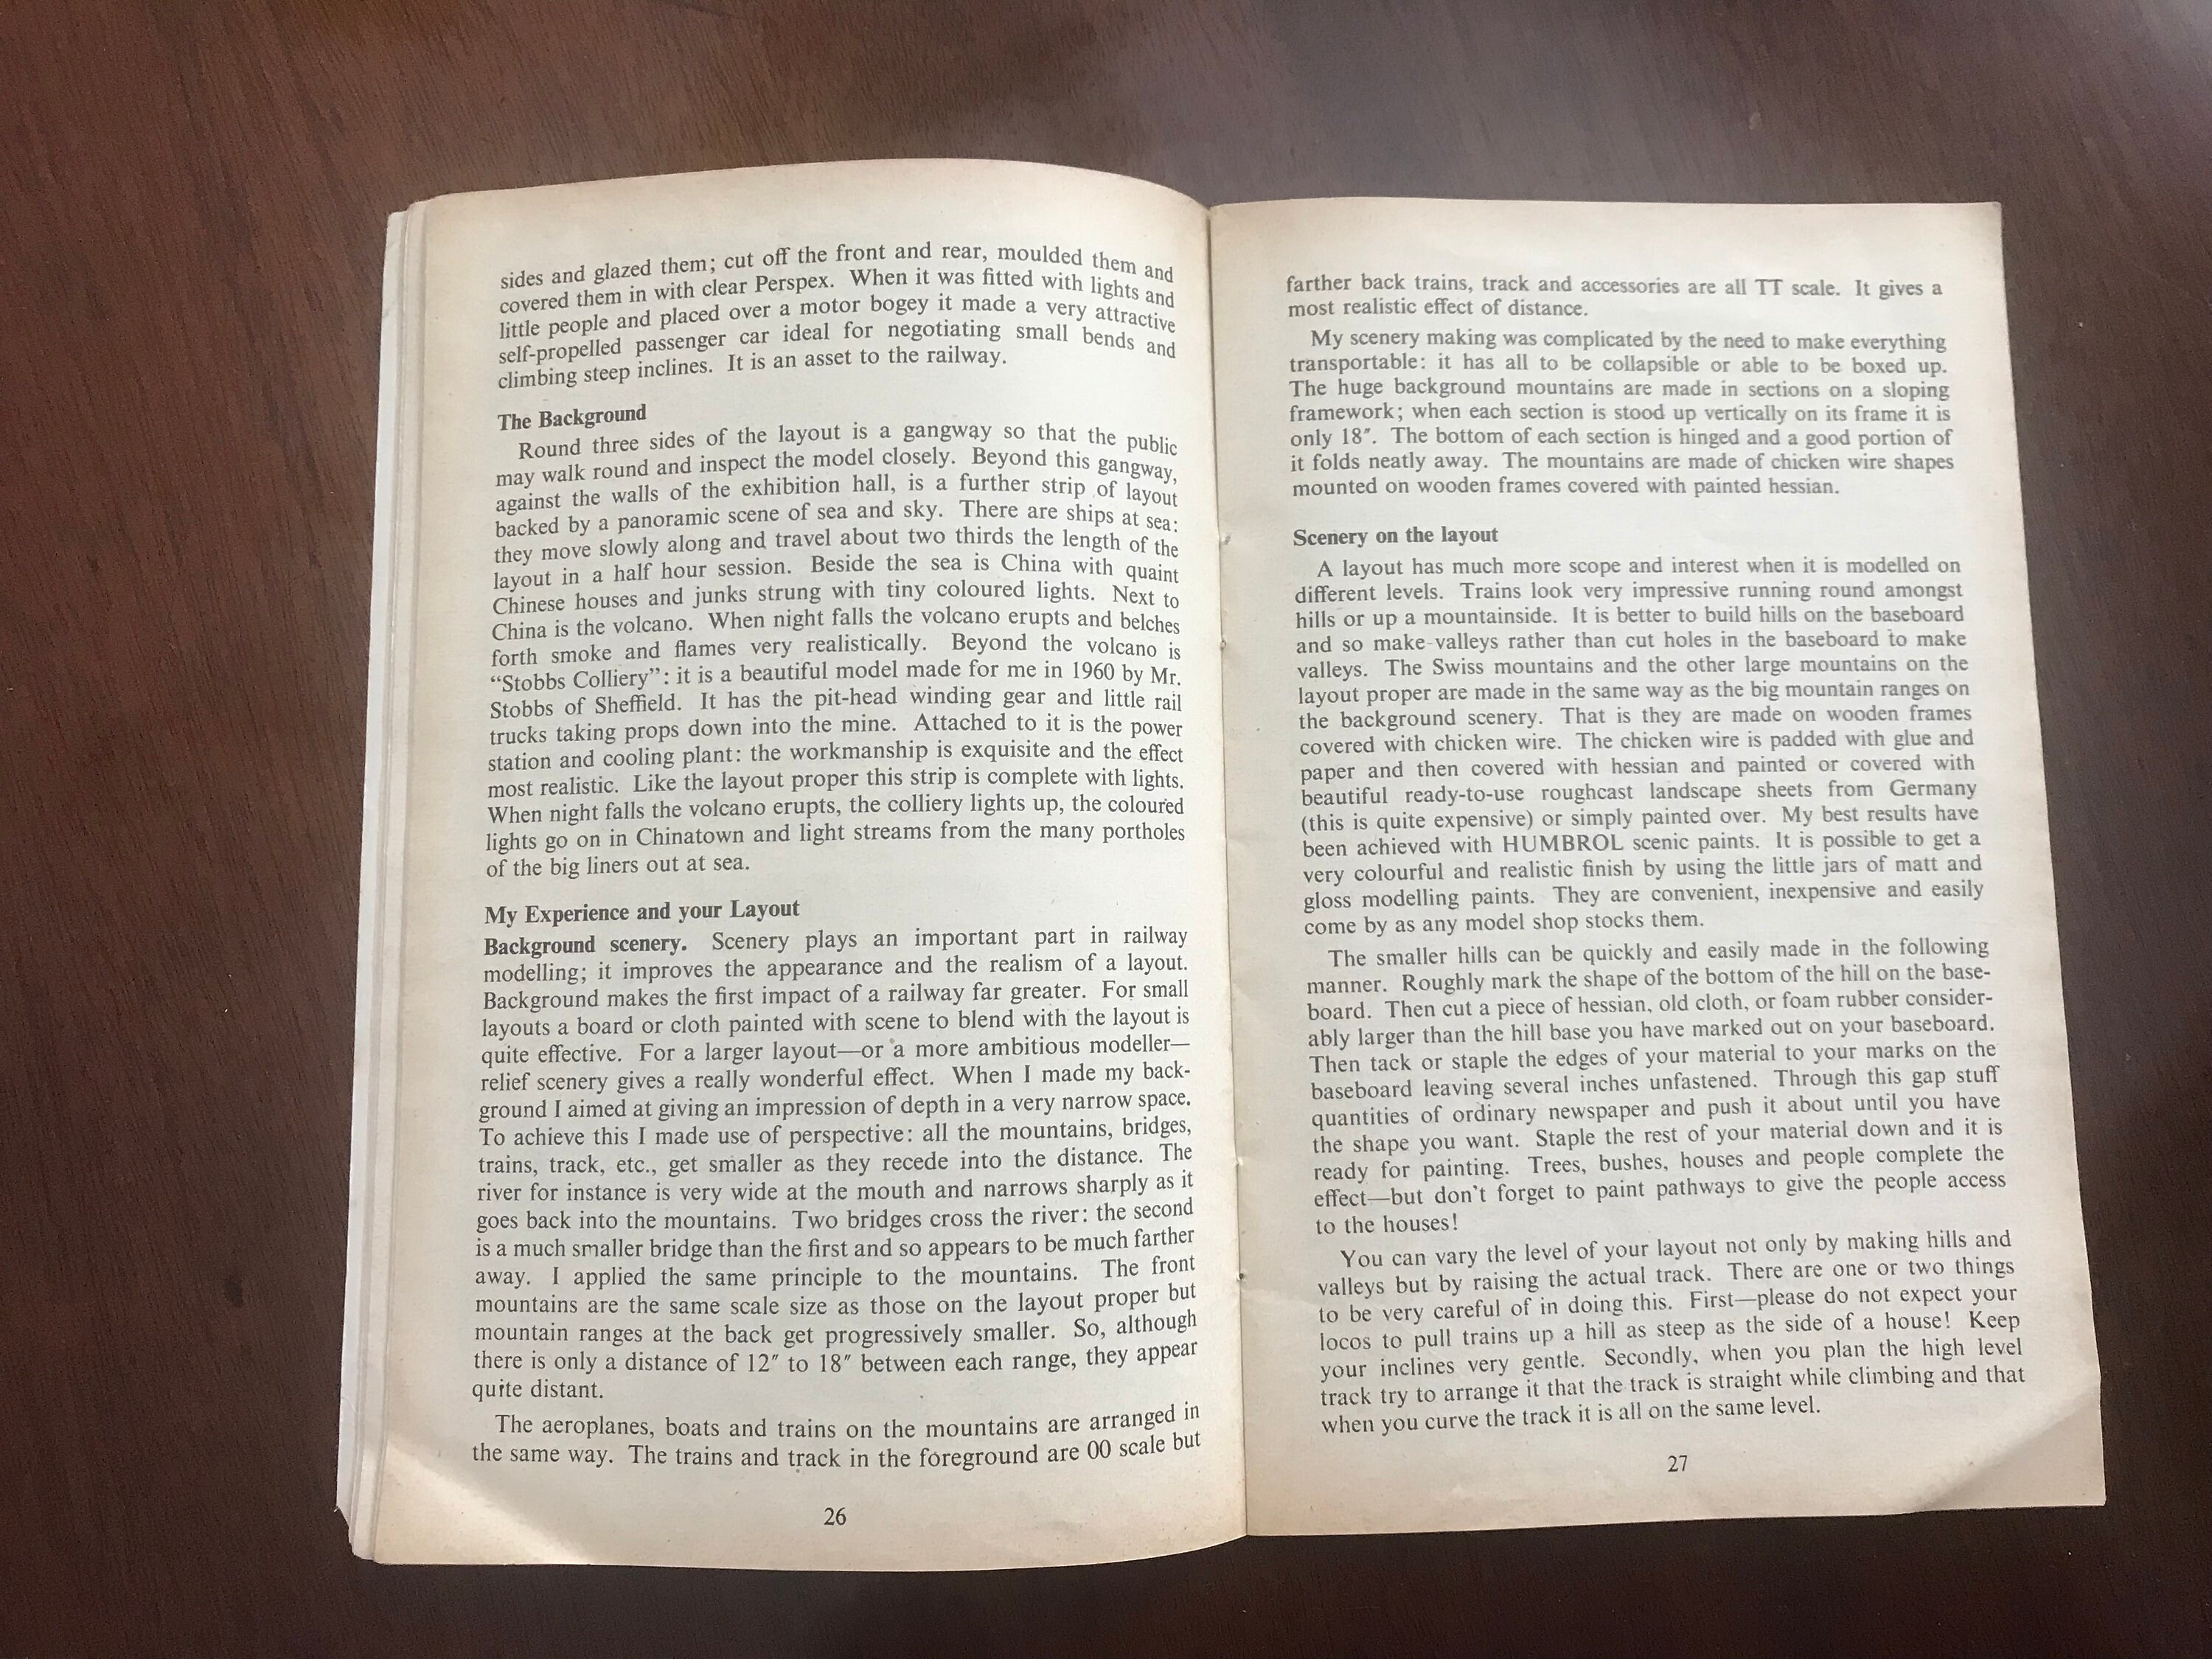 sides and glazed them; cut off the front and rear, moulded them and
covered them in with clear Perspex. When it was fitted with lights and
little people and placed over a motor bogey it made a very attractive
self-propelled passenger car ideal for negotiating small bends and
climbing steep inclines. It is an asset to the railway.
The Background
Round three sides of the layout is a gangway so that the public
may walk round and inspect the model closely. Beyond this gangway,
against the walls of the exhibition hall, is a further strip of layout
backed by a panoramic scene of sea and sky. There are ships at sea:
they move slowly along and travel about two thirds the length of the
layout in a half hour session. Beside the sea is China with quaint
Chinese houses and junks strung with tiny coloured lights. Next to
China is the volcano. When night falls the volcano erupts and belches
forth smoke and flames very realistically. Beyond the volcano is
“Stobbs Colliery”: it is a beautiful model made for me in 1960 by Mr.
Stobbs of Sheffield. It has the pit-head winding gear and little rail
trucks taking props down into the mine. Attached to it is the power
station and cooling plant: the workmanship is exquisite and the effect
most realistic. Like the layout proper this strip is complete with lights.
When night falls the volcano erupts, the colliery lights up, the coloured
lights go on in Chinatown and light streams from the many portholes
of the big liners out at sea.
My Experience and your Layout
Background scenery. Scenery plays an important part in railway
modelling; it improves the appearance and the realism of a layout.
Background makes the first impact of a railway far greater. For small
layouts a board or cloth painted with scene to blend with the layout is
quite effective. For a larger layout—or a more ambitious modeller—
relief scenery gives a really wonderful effect. When I made my back-
ground I aimed at giving an impression of depth in a very narrow space.
To achieve this I made use of perspective: all the mountains, bridges,
trains, track, etc., get smaller as they recede into the distance. The
river for instance is very wide at the mouth and narrows sharply as it
goes back into the mountains. Two bridges cross the river: the second
is a much smaller bridge than the first and so appears to be much farther
away. I applied the same principle to the mountains. The front
mountains are the same scale size as those on the layout proper but
mountain ranges at the back get progressively smaller. So, although
there is only a distance of 12″ to 18″ between each range, they appear
quite distant.
The aeroplanes, boats and trains on the mountains are arranged in
the same way. The trains and track in the foreground are 00 scale but
26
farther back trains, track and accessories are all TT scale. It gives a
most realistic effect of distance.
My scenery making was complicated by the need to make everything
transportable: it has all to be collapsible or able to be boxed up.
The huge background mountains are made in sections on a sloping
framework; when each section is stood up vertically on its frame it is
only 18″. The bottom of each section is hinged and a good portion of
it folds neatly away. The mountains are made of chicken wire shapes
mounted on wooden frames covered with painted hessian.
Scenery on the layout
A layout has much more scope and interest when it is modelled on
different levels. Trains look very impressive running round amongst
hills or up a mountainside. It is better to build hills on the baseboard
and so make valleys rather than cut holes in the baseboard to make
valleys. The Swiss mountains and the other large mountains on the
layout proper are made in the same way as the big mountain ranges on
the background scenery. That is they are made on wooden frames
covered with chicken wire. The chicken wire is padded with glue and
paper and then covered with hessian and painted or covered with
beautiful ready-to-use roughcast landscape sheets from Germany
(this is quite expensive) or simply painted over. My best results have
been achieved with HUMBROL scenic paints. It is possible to get a
very colourful and realistic finish by using the little jars of matt and
gloss modelling paints. They are convenient, inexpensive and easily
come by as any model shop stocks them.
The smaller hills can be quickly and easily made in the following
manner. Roughly mark the shape of the bottom of the hill on the base-
board. Then cut a piece of hessian, old cloth, or foam rubber consider-
ably larger than the hill base you have marked out on your baseboard.
Then tack or staple the edges of your material to your marks on the
baseboard leaving several inches unfastened. Through this gap stuff
quantities of ordinary newspaper and push it about until you have
the shape you want. Staple the rest of your material down and it is
ready for painting. Trees, bushes, houses and people complete the
effect—but don’t forget to paint pathways to give the people access
to the houses!
You can vary the level of your layout not only by making hills and
valleys but by raising the actual track. There are one or two things
to be very careful of in doing this. First—please do not expect your
locos to pull trains up a hill as steep as the side of a house! Keep
your inclines very gentle. Secondly, when you plan the high level
track try to arrange it that the track is straight while climbing and that
when you curve the track it is all on the same level.
27